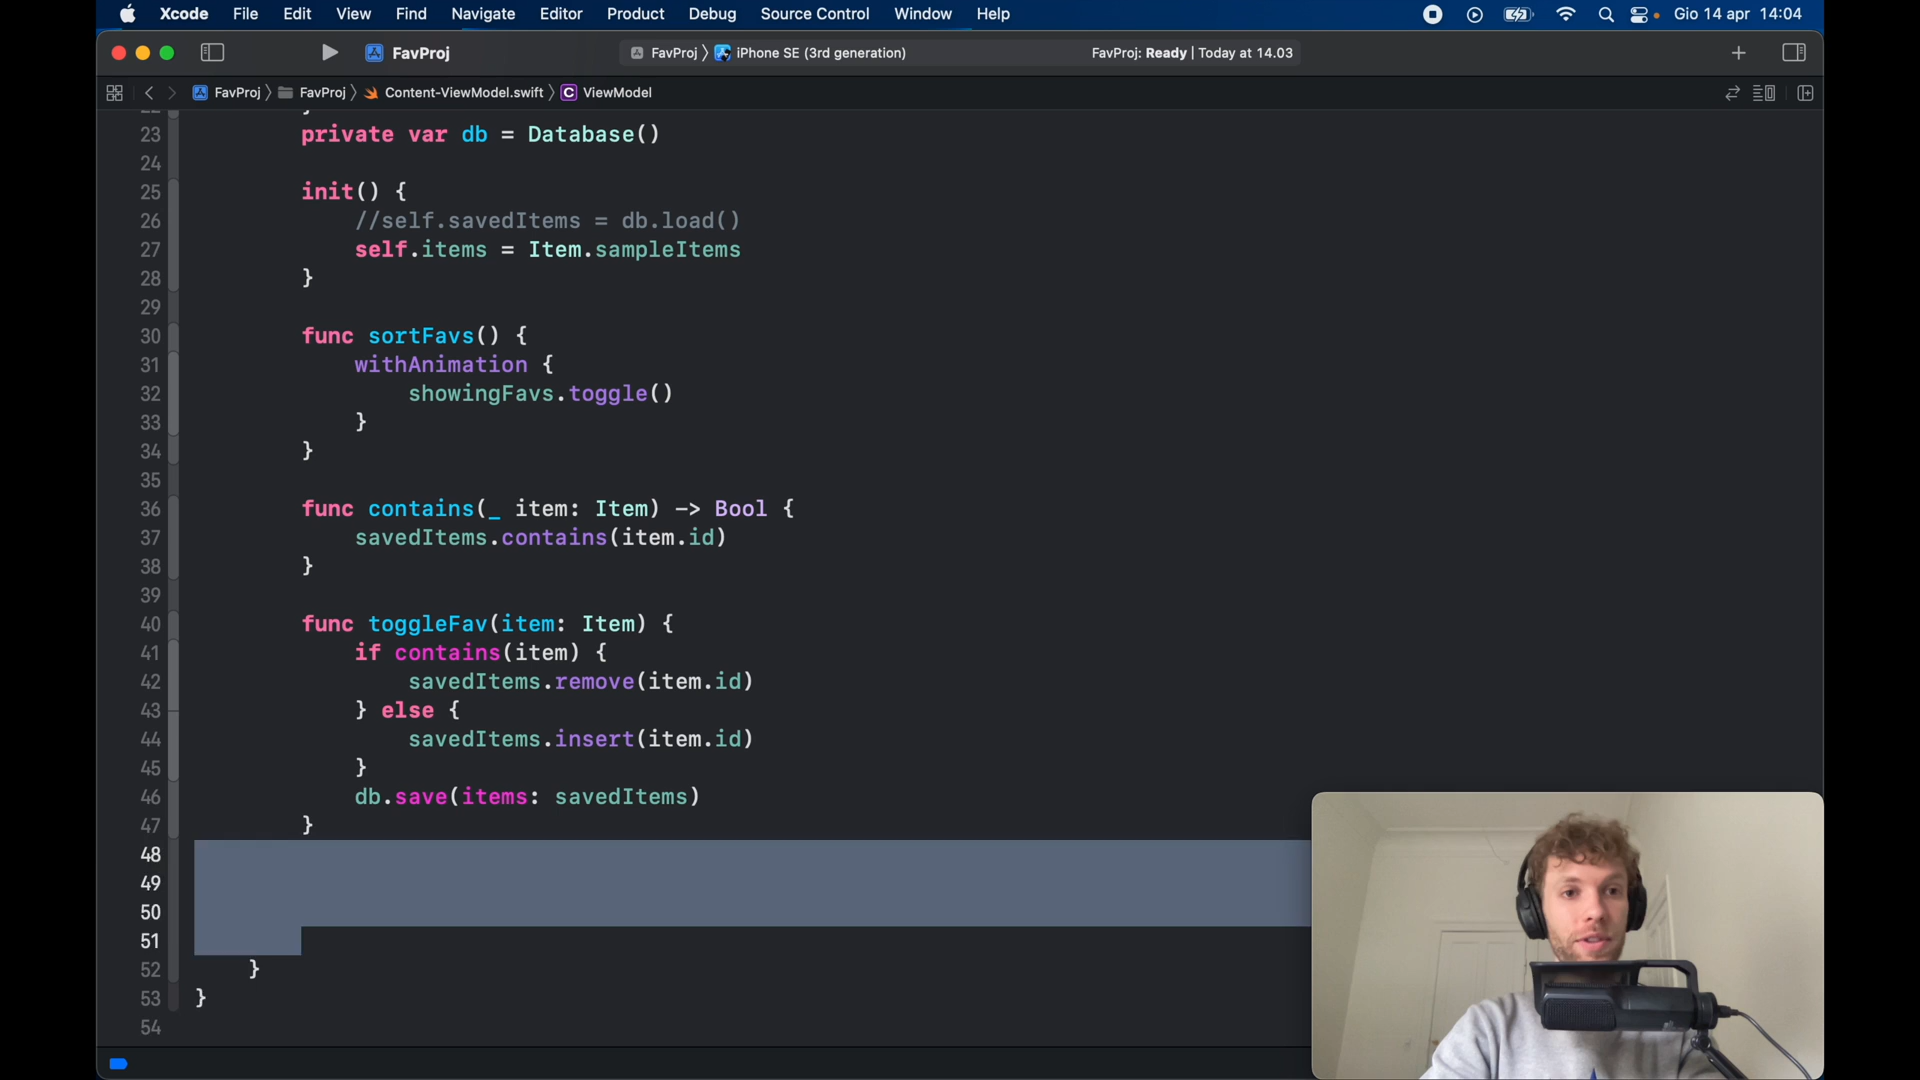 Xcode File Edit View Find Navigate Editor Product Debug Source Control Window Help Gio 14 apr 14:04
FavProj FavProj iPhone SE (3rd generation) FavProj: Ready | Today at 14.03
FavProj FavProj Content-ViewModel.swift C ViewModel
23 private var db = Database()
24
25 init() {
26 //self.savedItems = db.load()
27 self.items = Item.sampleItems
28 }
29
30 func sortFavs() {
31 withAnimation {
32 showingFavs.toggle()
33 }
34 }
35
36 func contains(_ item: Item) -> Bool {
37 savedItems.contains(item.id)
38 }
39
40 func toggleFav(item: Item) {
41 if contains(item) {
42 savedItems.remove(item.id)
43 } else {
44 savedItems.insert(item.id)
45 }
46 db.save(items: savedItems)
47 }
48
49
50
51
52 }
53 }
54